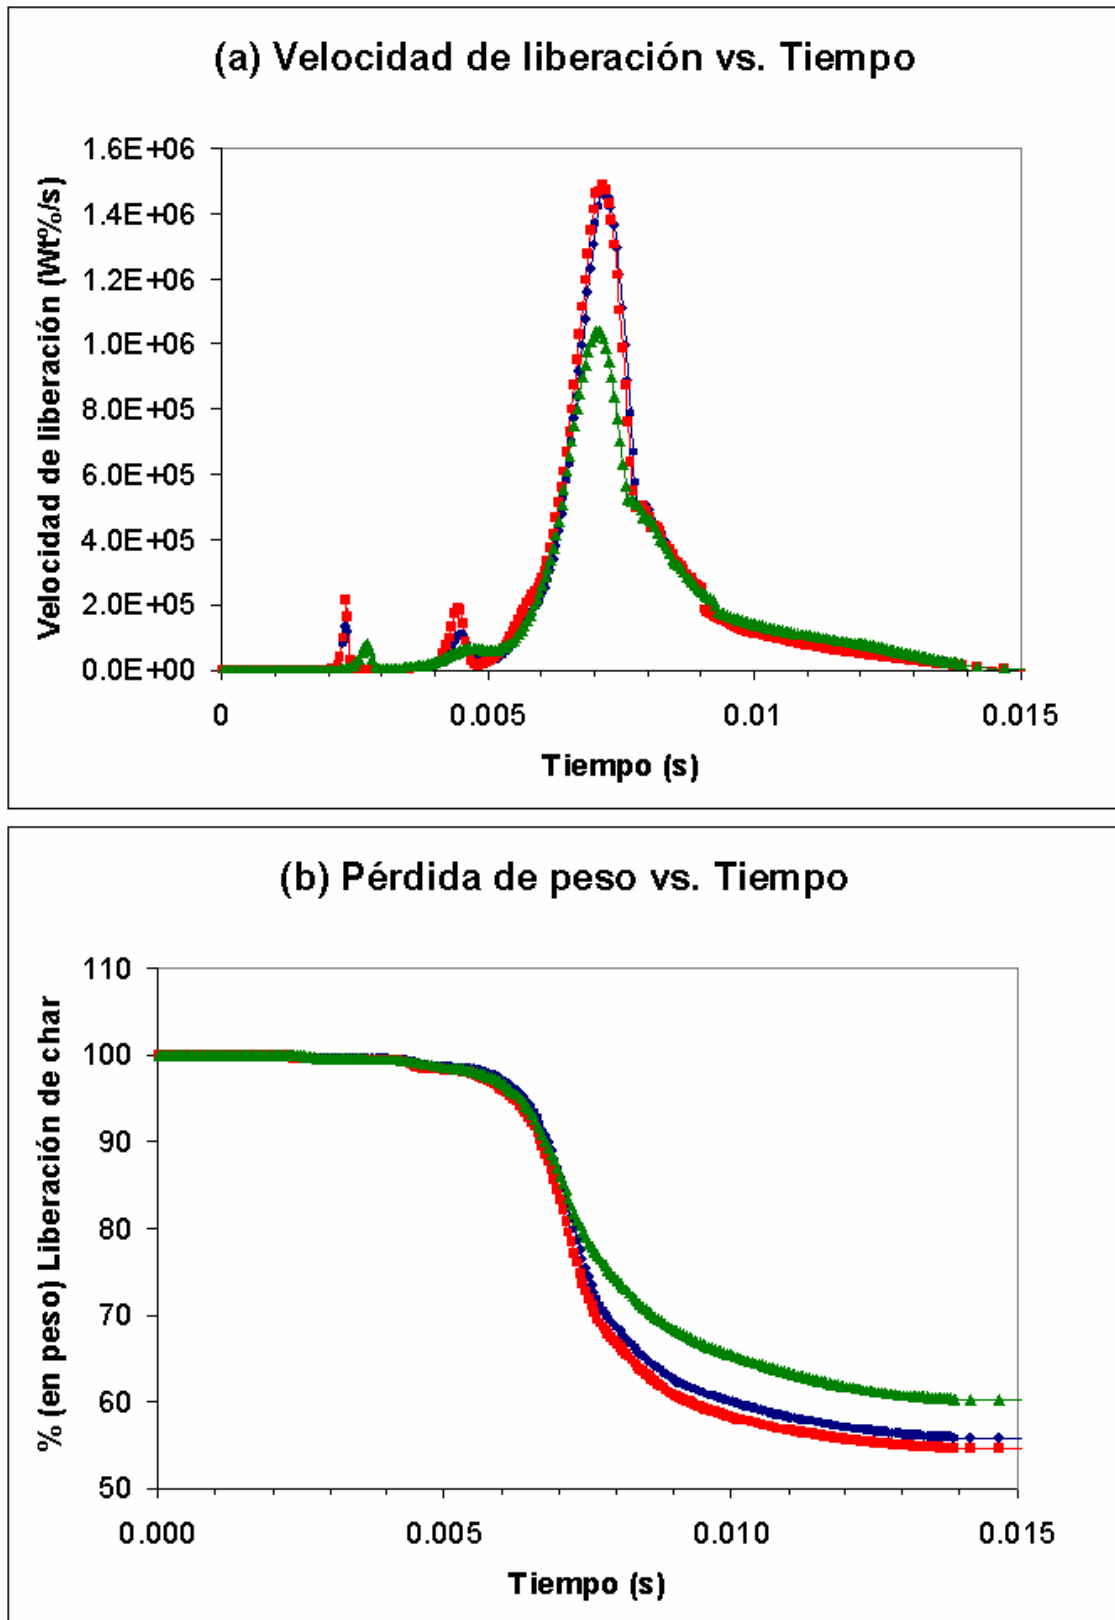 (a) Velocidad de liberación vs. Tiempo
Velocidad de liberación (Wt%/s)
1.6E+06
1.4E+06
1.2E+06
1.0E+06
8.0E+05
6.0E+05
4.0E+05
2.0E+05
0.0E+00
0 0.005 0.01 0.015
Tiempo (s)
(b) Pérdida de peso vs. Tiempo
% (en peso) Liberación de char
110
100
90
80
70
60
50
0.000 0.005 0.010 0.015
Tiempo (s)